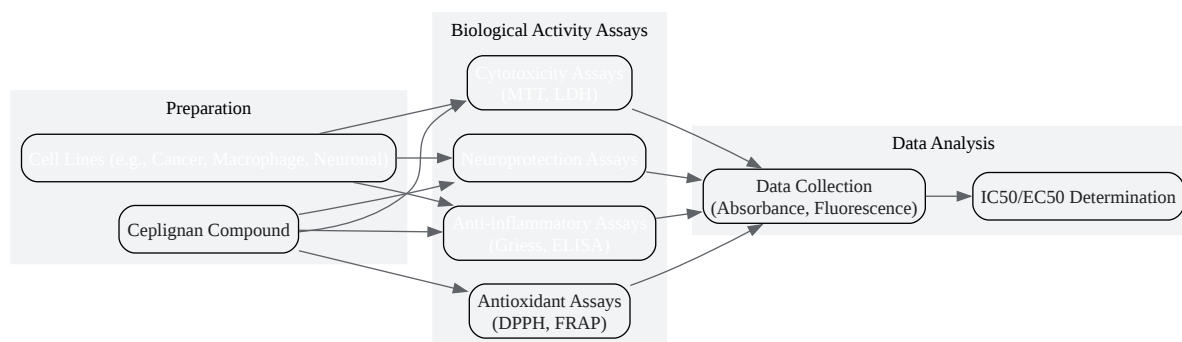 Preparation
Cell Lines (e.g., Cancer, Macrophage, Neuronal)
Ceplignan Compound
Biological Activity Assays
Cytotoxicity Assays
(MTT, LDH)
Neuroprotection Assays
Anti-inflammatory Assays
(Griess, ELISA)
Antioxidant Assays
(DPPH, FRAP)
Data Analysis
Data Collection
(Absorbance, Fluorescence)
IC50/EC50 Determination